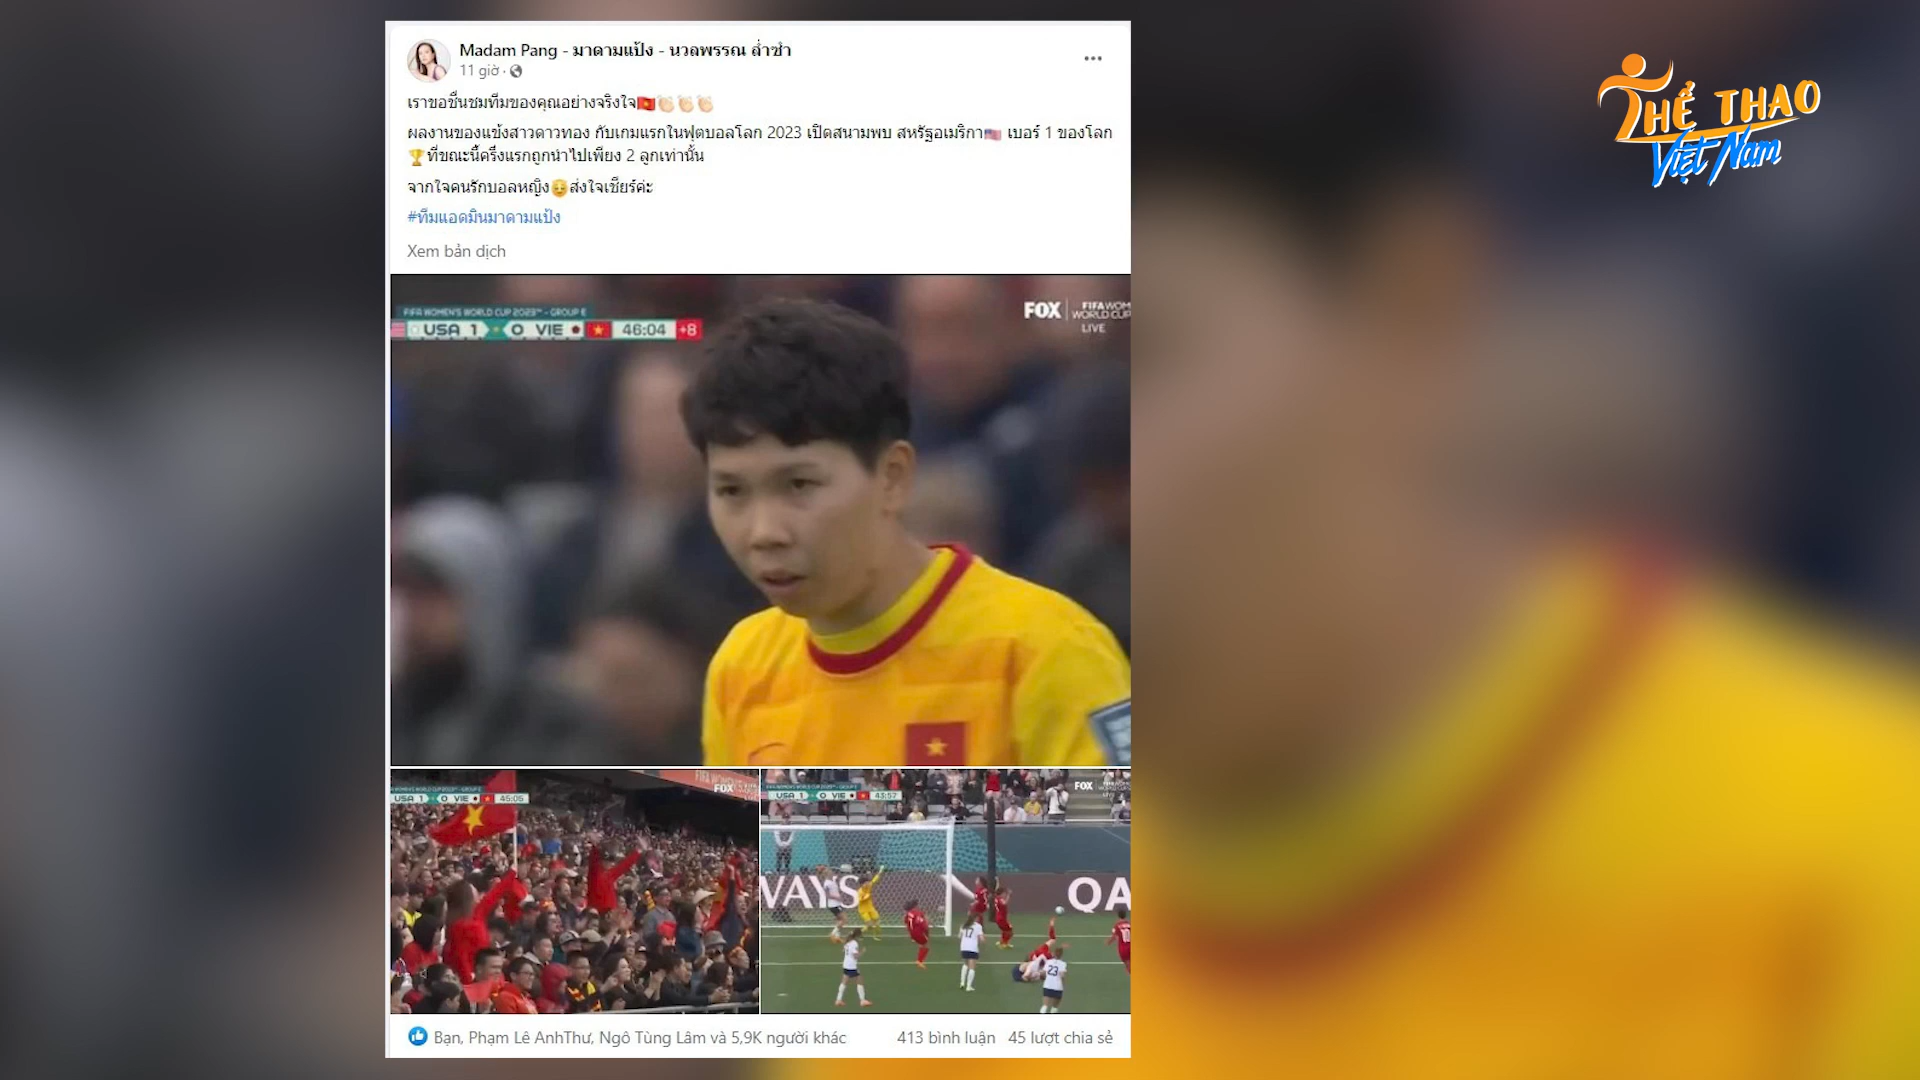 Madam Pang - มาดามแป้ง - นวลพรรณ ล่ำซำ
11 giờ ·
THỂ THAO
Việt Nam
เราขอชื่นชมทีมของคุณอย่างจริงใจ🇻🇳👏🏻👏🏻👏🏻
ผลงานของแข้งสาวดาวทอง กับเกมแรกในฟุตบอลโลก 2023 เปิดสนามพบ สหรัฐอเมริกา🇺🇸 เบอร์ 1 ของโลก
🏆ที่ขณะนี้ครึ่งแรกถูกนำไปเพียง 2 ลูกเท่านั้น
จากใจคนรักบอลหญิง😌ส่งใจเชียร์ค่ะ
#ทีมแอดมินมาดามแป้ง
Xem bản dịch
FIFA WOMEN'S WORLD CUP 2023™ - GROUP E
USA 1 0 VIE 46:04 +8
FOX
FIFA WOM
WORLD CUP
LIVE
USA 1 0 VIE 45:05
FOX
USA 1 0 VIE 43:57
FOX
WAYS
QA
17
23
10
Bạn, Phạm Lê AnhThư, Ngô Tùng Lâm và 5,9K người khác
413 bình luận 45 lượt chia sẻ